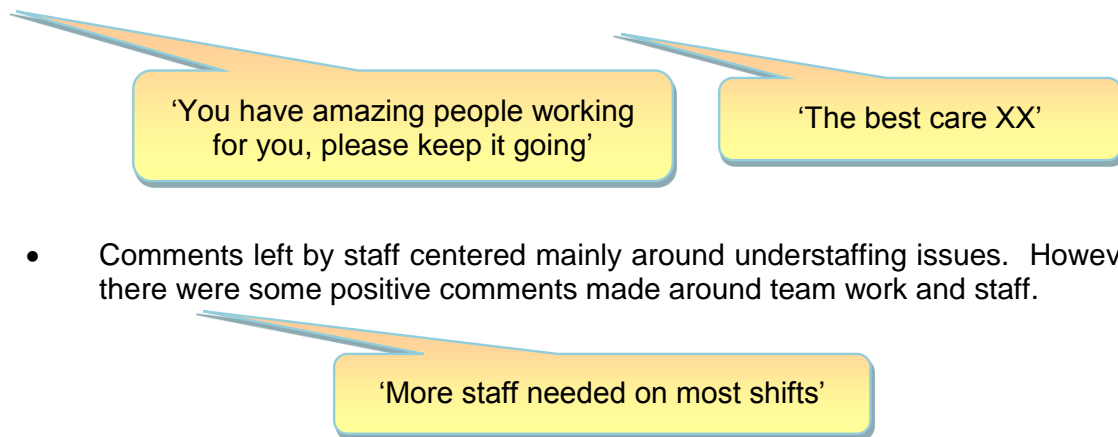 ‘You have amazing people working
for you, please keep it going’
‘The best care XX’
• Comments left by staff centered mainly around understaffing issues. Howev
there were some positive comments made around team work and staff.
‘More staff needed on most shifts’